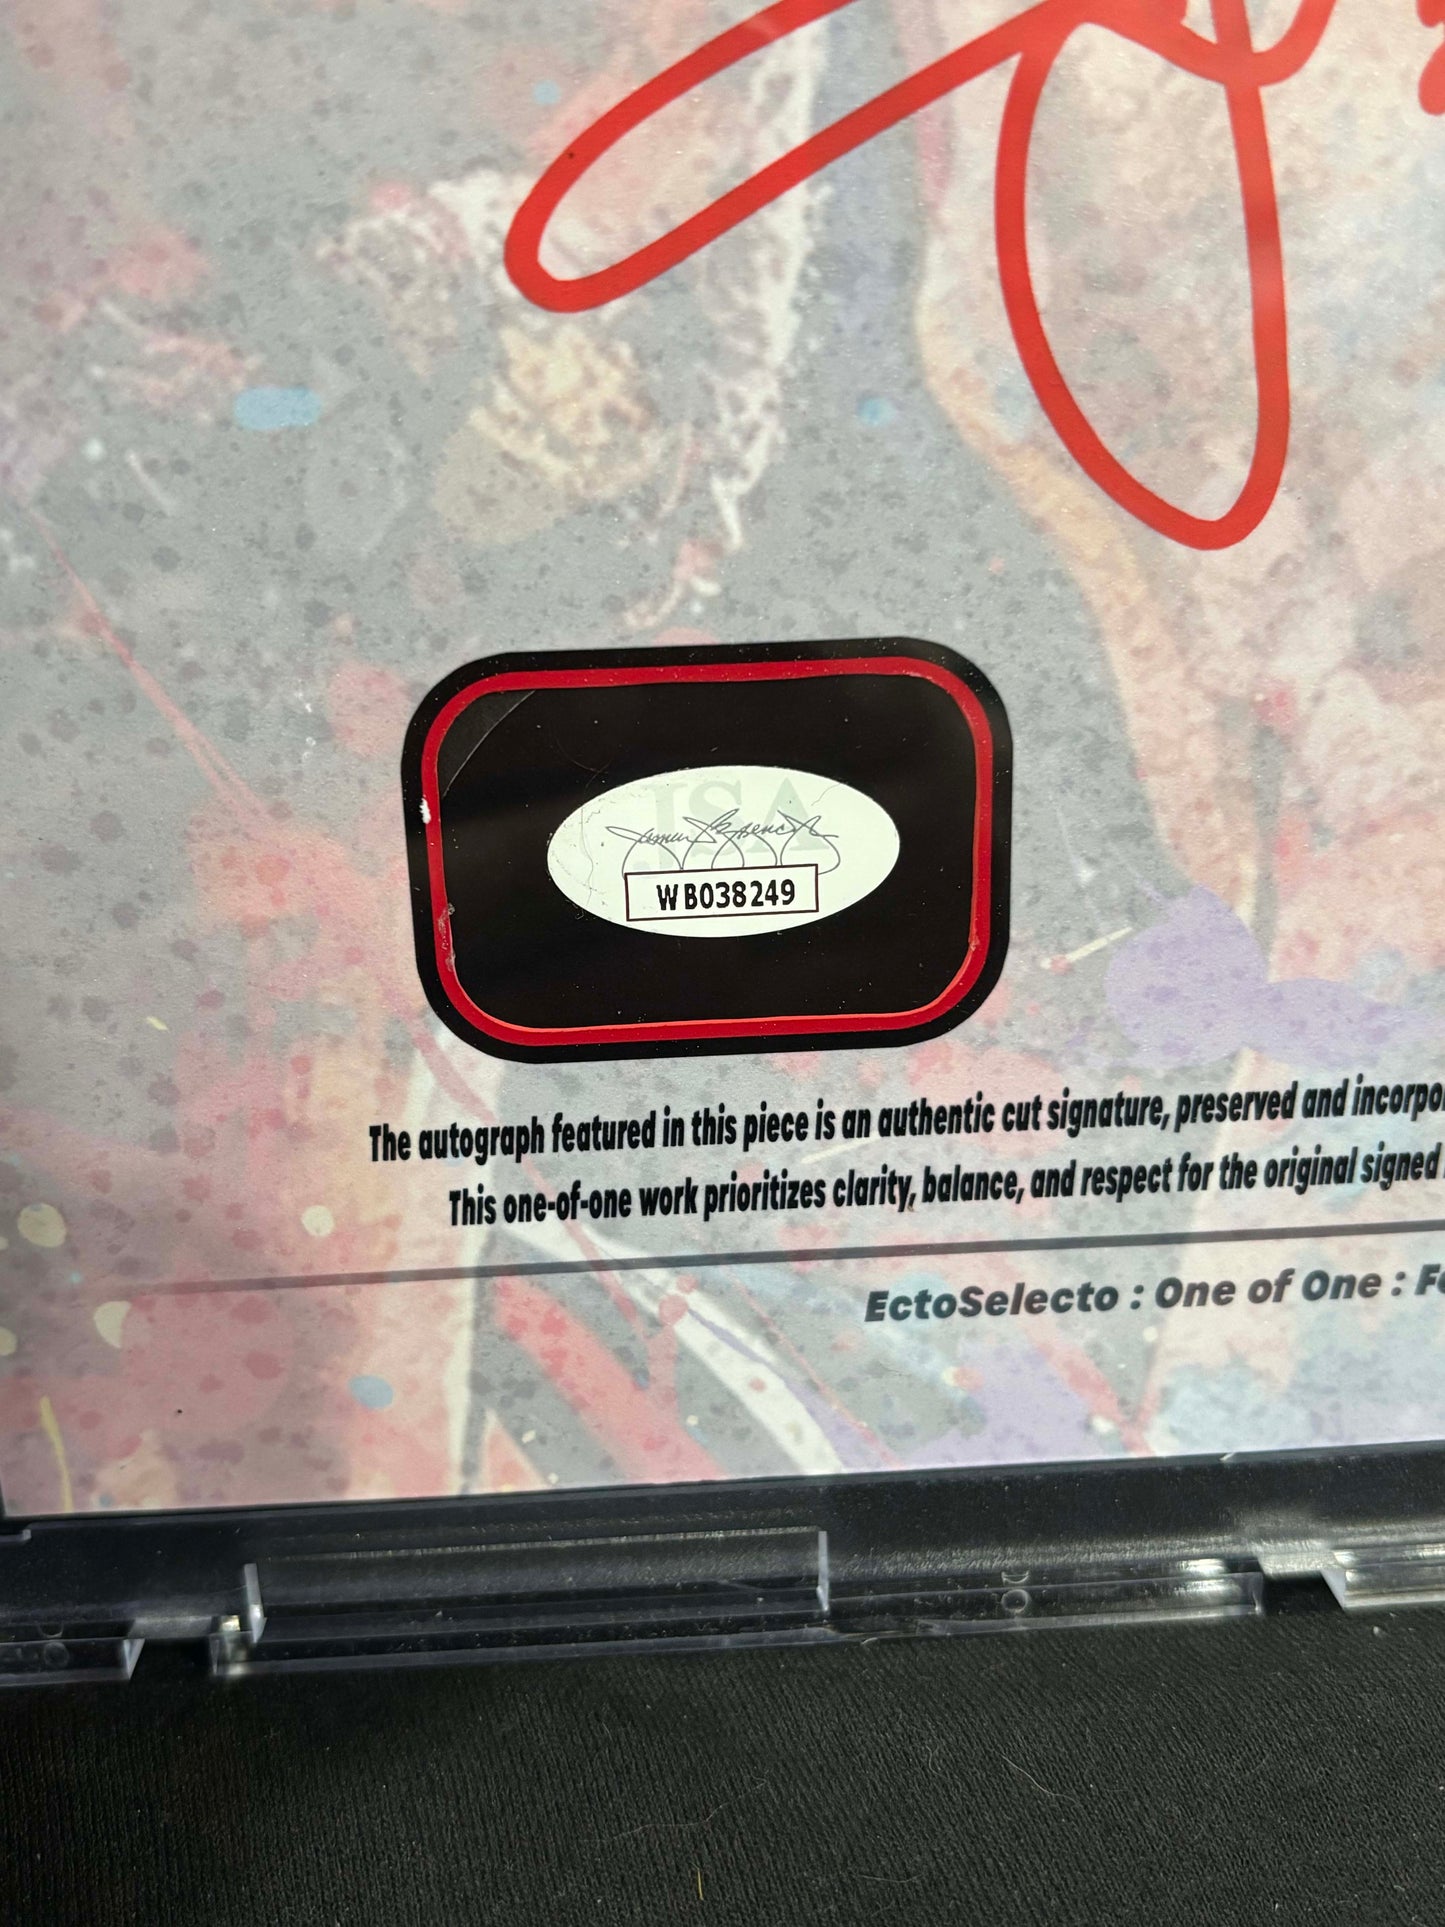 JSA
WB038249
The autograph featured in this piece is an authentic cut signature, preserved and incorpo
This one-of-one work prioritizes clarity, balance, and respect for the original signed
EctoSelecto : One of One : F